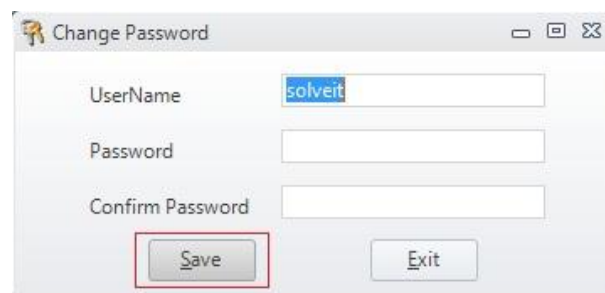 Change Password
UserName
solveit
Password
Confirm Password
Save
Exit